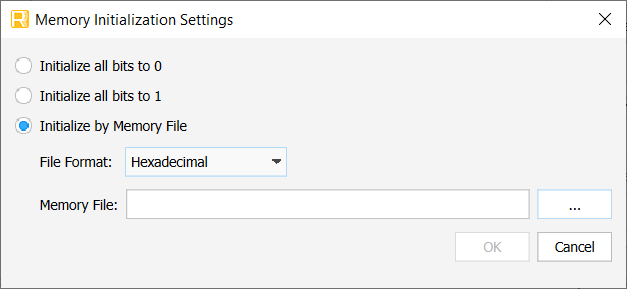 Memory Initialization Settings
Initialize all bits to 0
Initialize all bits to 1
Initialize by Memory File
File Format: Hexadecimal
Memory File: ...
OK Cancel